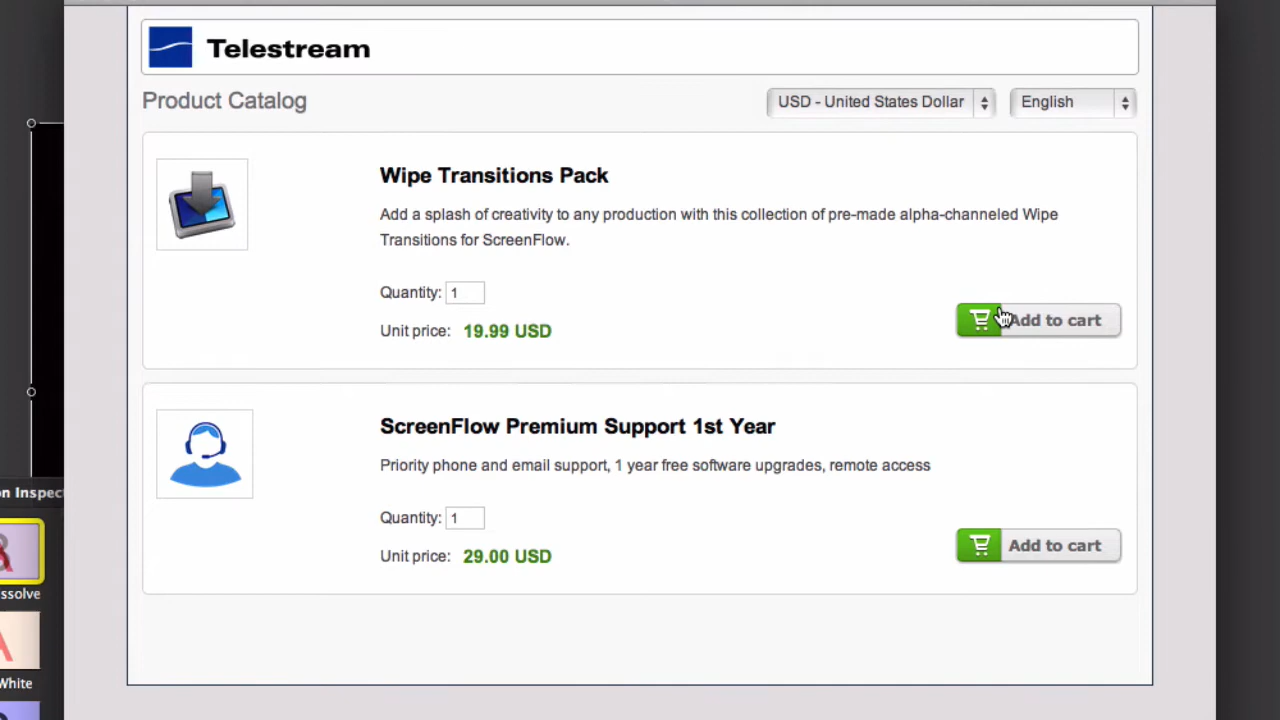 Telestream
Product Catalog
USD - United States Dollar
English
Wipe Transitions Pack
Add a splash of creativity to any production with this collection of pre-made alpha-channeled Wipe
Transitions for ScreenFlow.
Quantity: 1
Unit price: 19.99 USD
Add to cart
ScreenFlow Premium Support 1st Year
Priority phone and email support, 1 year free software upgrades, remote access
Quantity: 1
Unit price: 29.00 USD
Add to cart
on Inspect
ssolve
White